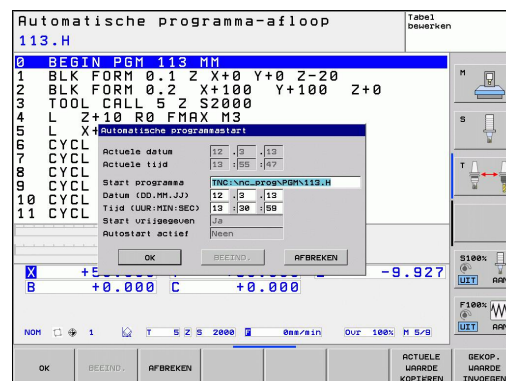 Automatische programma-afloop
Tabel bewerken
113.H
0 BEGIN PGM 113 MM
1 BLK FORM 0.1 Z X+0 Y+0 Z-20
2 BLK FORM 0.2 X+100 Y+100 Z+0
3 TOOL CALL 5 Z S2000
4 L Z+10 R0 FMAX M3
5 L X+
6 CYCL
7 CYCL
8 CYCL
9 CYCL
10 CYCL
11 CYCL
Automatische programmastart
Actuele datum 12 .3 .13
Actuele tijd 13 :55 :47
Start programma TNC:\nc_prog\PGM\113.H
Datum (DD.MM.JJ) 12 .3 .13
Tijd (UUR:MIN:SEC) 13 :30 :59
Start vrijgegeven Ja
Autostart actief Neen
OK BEEIND. AFBREKEN
X -9.927
B +0.000 C +0.000
NOM 1 T 5 Z S 2000 F 0mm/min Ovr 100% M 5/9
M
S
T
S100%
UIT AAN
F100%
UIT AAN
OK BEEIND. AFBREKEN ACTUELE WAARDE KOPIËREN GEKOP. WAARDE INVOEGEN